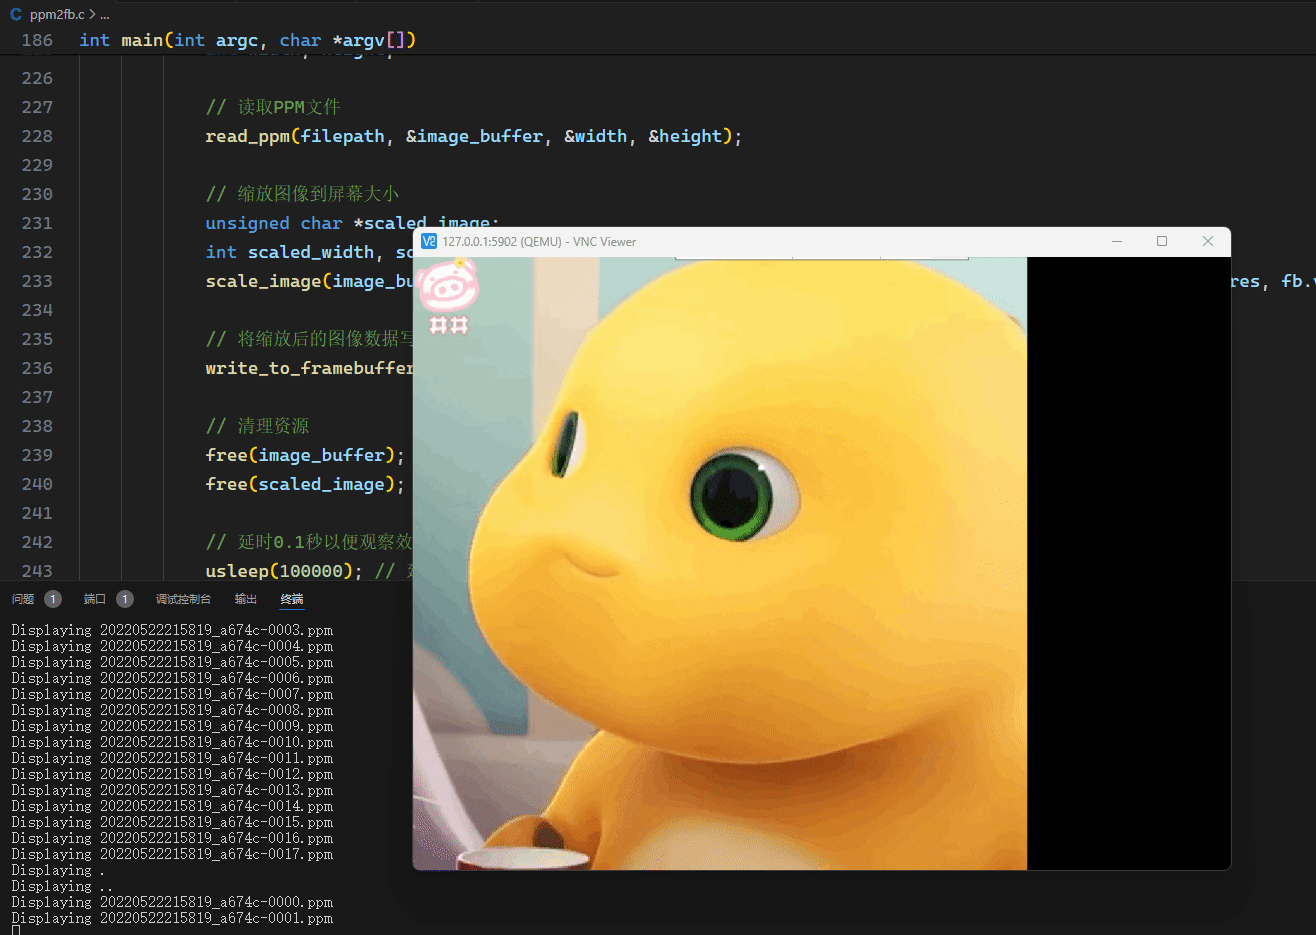 ppm2fb.c > ...
186 int main(int argc, char *argv[])
226
227 // 读取PPM文件
228 read_ppm(filepath, &image_buffer, &width, &height);
229
230 // 缩放图像到屏幕大小
231 unsigned char *scaled_image;
232 int scaled_width, sc
233 scale_image(image_bu res, fb.v
234
235 // 将缩放后的图像数据写
236 write_to_framebuffer
237
238 // 清理资源
239 free(image_buffer);
240 free(scaled_image);
241
242 // 延时0.1秒以便观察效
243 usleep(100000); //
127.0.0.1:5902 (QEMU) - VNC Viewer
井井
问题 1 端口 1 调试控制台 输出 终端
Displaying 20220522215819_a674c-0003.ppm
Displaying 20220522215819_a674c-0004.ppm
Displaying 20220522215819_a674c-0005.ppm
Displaying 20220522215819_a674c-0006.ppm
Displaying 20220522215819_a674c-0007.ppm
Displaying 20220522215819_a674c-0008.ppm
Displaying 20220522215819_a674c-0009.ppm
Displaying 20220522215819_a674c-0010.ppm
Displaying 20220522215819_a674c-0011.ppm
Displaying 20220522215819_a674c-0012.ppm
Displaying 20220522215819_a674c-0013.ppm
Displaying 20220522215819_a674c-0014.ppm
Displaying 20220522215819_a674c-0015.ppm
Displaying 20220522215819_a674c-0016.ppm
Displaying 20220522215819_a674c-0017.ppm
Displaying .
Displaying ..
Displaying 20220522215819_a674c-0000.ppm
Displaying 20220522215819_a674c-0001.ppm